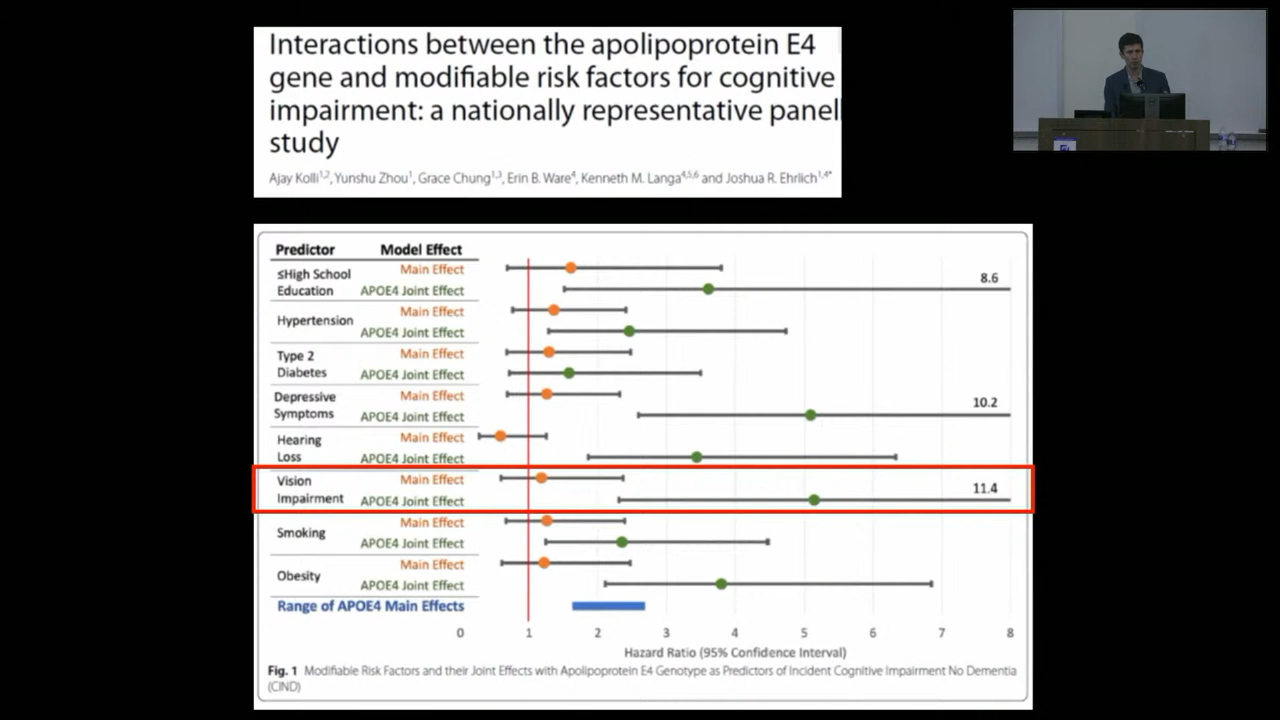 Interactions between the apolipoprotein E4
gene and modifiable risk factors for cognitive
impairment: a nationally representative panel
study
Ajay Kolli1,2, Yunshu Zhou1, Grace Chung1,3, Erin B. Ware4, Kenneth M. Langa4,5,6 and Joshua R. Ehrlich1,4*
Predictor Model Effect
≤High School Education
Main Effect
APOE4 Joint Effect
8.6
Hypertension
Main Effect
APOE4 Joint Effect
Type 2 Diabetes
Main Effect
APOE4 Joint Effect
Depressive Symptoms
Main Effect
APOE4 Joint Effect
10.2
Hearing Loss
Main Effect
APOE4 Joint Effect
Vision Impairment
Main Effect
APOE4 Joint Effect
11.4
Smoking
Main Effect
APOE4 Joint Effect
Obesity
Main Effect
APOE4 Joint Effect
Range of APOE4 Main Effects
0 1 2 3 4 5 6 7 8
Hazard Ratio (95% Confidence Interval)
Fig. 1 Modifiable Risk Factors and their Joint Effects with Apolipoprotein E4 Genotype as Predictors of Incident Cognitive Impairment No Dementia
(CIND)